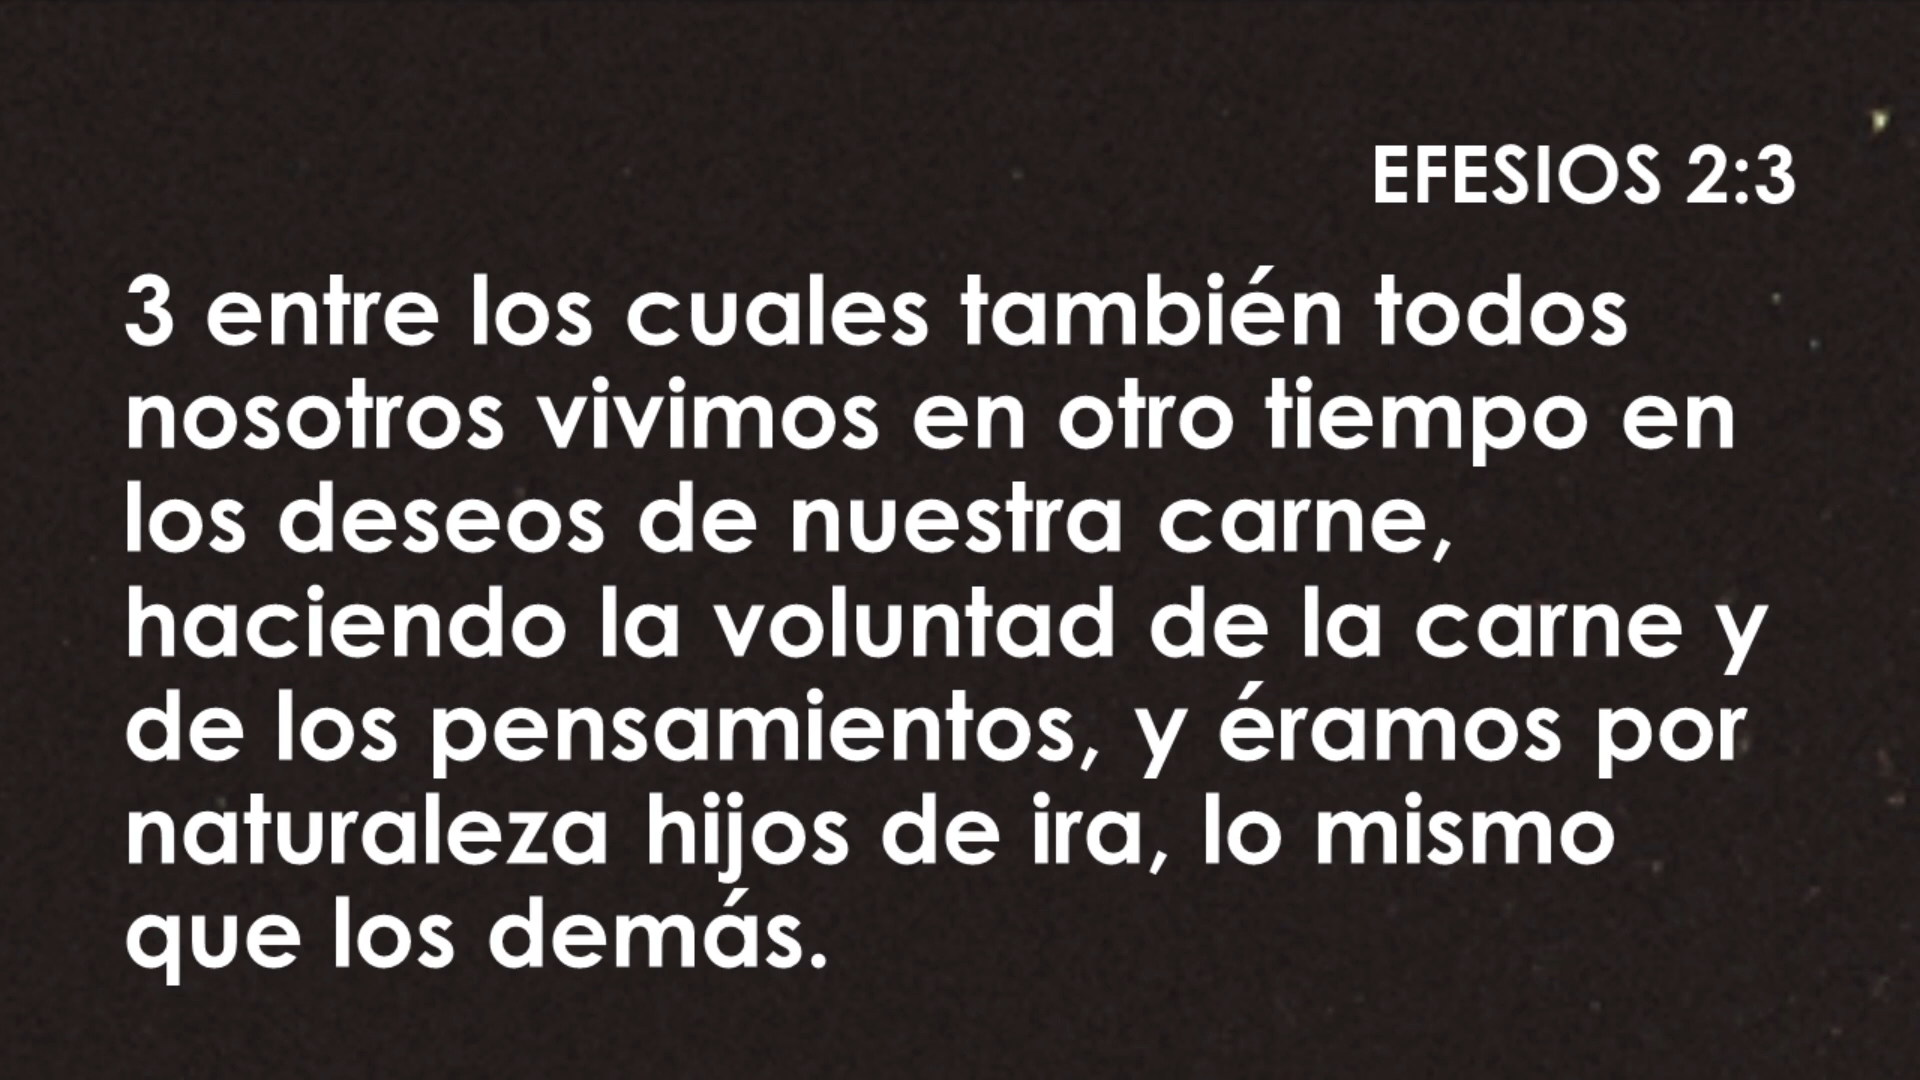 EFESIOS 2:3
3 entre los cuales también todos
nosotros vivimos en otro tiempo en
los deseos de nuestra carne,
haciendo la voluntad de la carne y
de los pensamientos, y éramos por
naturaleza hijos de ira, lo mismo
que los demás.